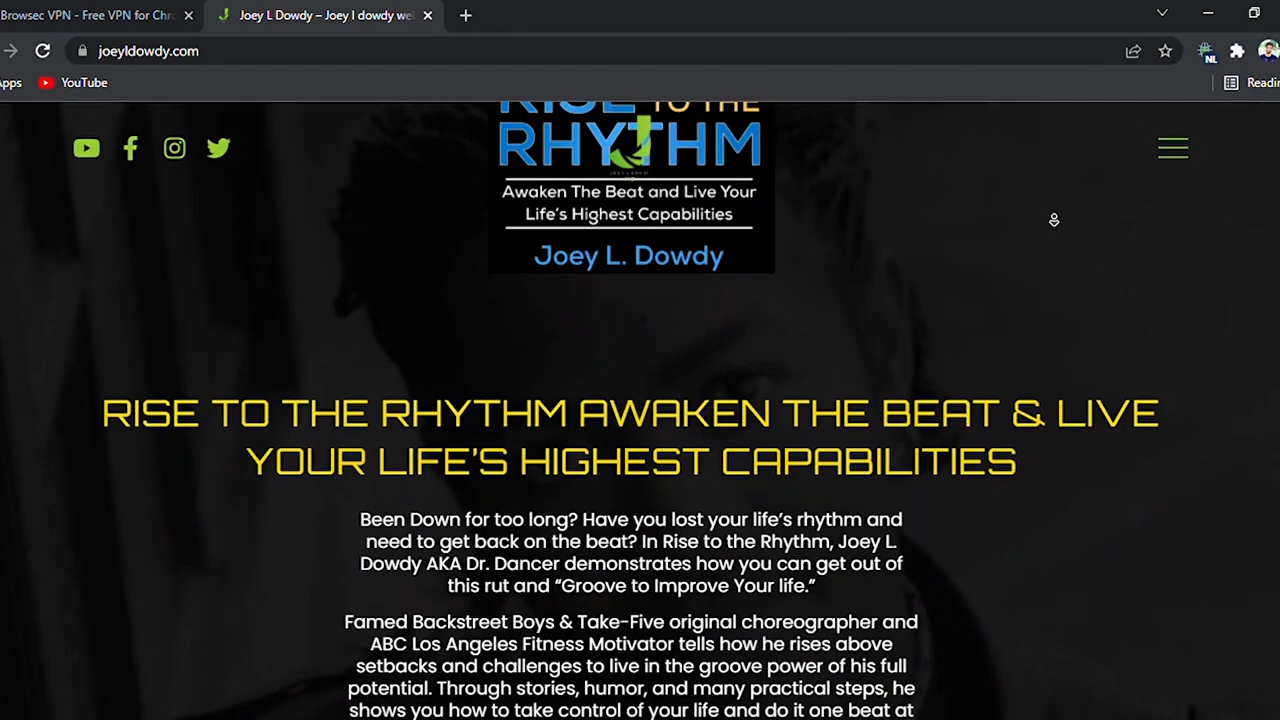 Browsec VPN - Free VPN for Chro
Joey L Dowdy – Joey l dowdy we
joeyldowdy.com
NL
Apps
YouTube
Readin
RISE TO THE
RHYTHM
JOEY L DOWDY
Awaken The Beat and Live Your
Life's Highest Capabilities
Joey L. Dowdy
RISE TO THE RHYTHM AWAKEN THE BEAT & LIVE
YOUR LIFE'S HIGHEST CAPABILITIES
Been Down for too long? Have you lost your life's rhythm and
need to get back on the beat? In Rise to the Rhythm, Joey L.
Dowdy AKA Dr. Dancer demonstrates how you can get out of
this rut and “Groove to Improve Your life.”
Famed Backstreet Boys & Take-Five original choreographer and
ABC Los Angeles Fitness Motivator tells how he rises above
setbacks and challenges to live in the groove power of his full
potential. Through stories, humor, and many practical steps, he
shows you how to take control of your life and do it one beat at